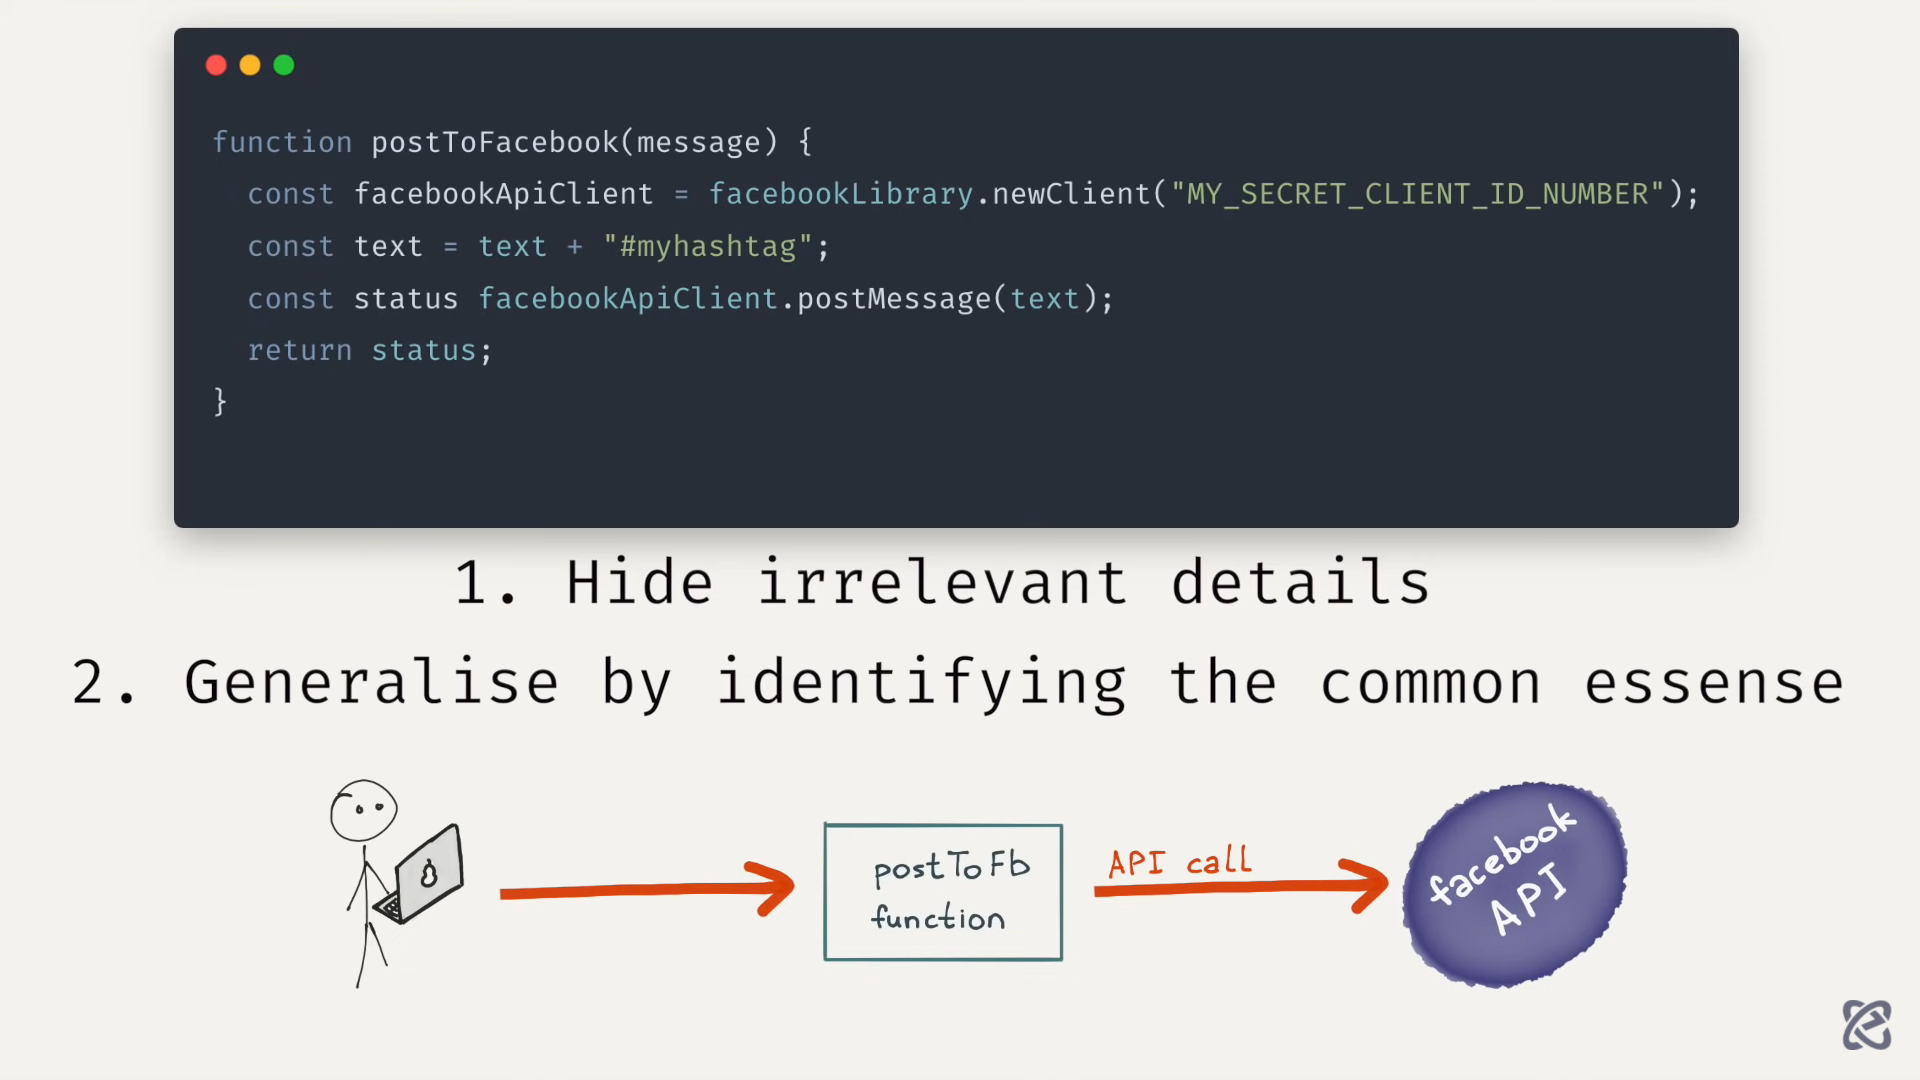 function postToFacebook(message) {
  const facebookApiClient = facebookLibrary.newClient("MY_SECRET_CLIENT_ID_NUMBER");
  const text = text + "#myhashtag";
  const status facebookApiClient.postMessage(text);
  return status;
}
1. Hide irrelevant details
2. Generalise by identifying the common essense
postToFb
function
API call
facebook
API